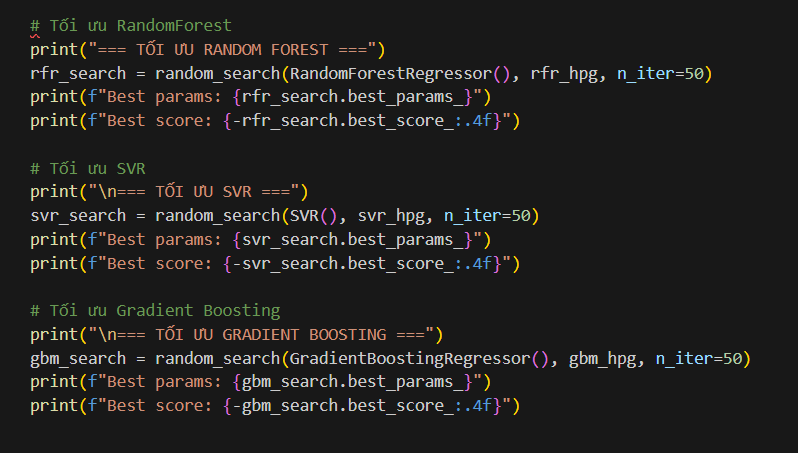 # Tối ưu RandomForest
print("=== TỐI ƯU RANDOM FOREST ===")
rfr_search = random_search(RandomForestRegressor(), rfr_hpg, n_iter=50)
print(f"Best params: {rfr_search.best_params_}")
print(f"Best score: {-rfr_search.best_score_:.4f}")
# Tối ưu SVR
print("\n=== TỐI ƯU SVR ===")
svr_search = random_search(SVR(), svr_hpg, n_iter=50)
print(f"Best params: {svr_search.best_params_}")
print(f"Best score: {-svr_search.best_score_:.4f}")
# Tối ưu Gradient Boosting
print("\n=== TỐI ƯU GRADIENT BOOSTING ===")
gbm_search = random_search(GradientBoostingRegressor(), gbm_hpg, n_iter=50)
print(f"Best params: {gbm_search.best_params_}")
print(f"Best score: {-gbm_search.best_score_:.4f}")